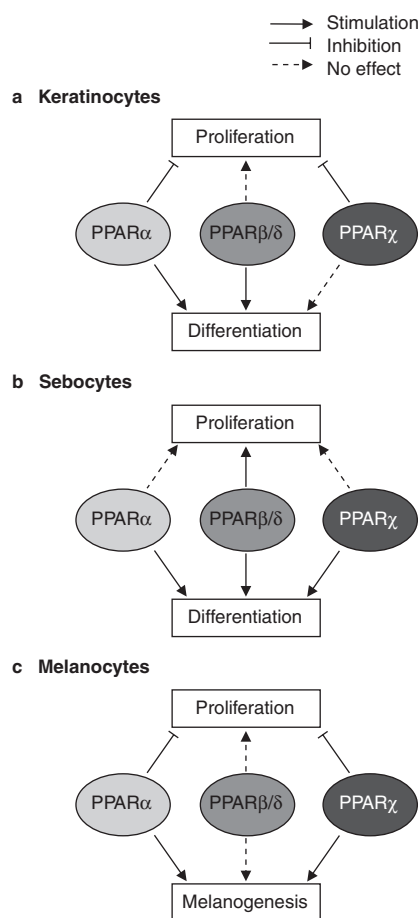 Stimulation
Inhibition
No effect
a Keratinocytes
Proliferation
PPARα PPARβ/δ PPARχ
Differentiation
b Sebocytes
Proliferation
PPARα PPARβ/δ PPARχ
Differentiation
c Melanocytes
Proliferation
PPARα PPARβ/δ PPARχ
Melanogenesis